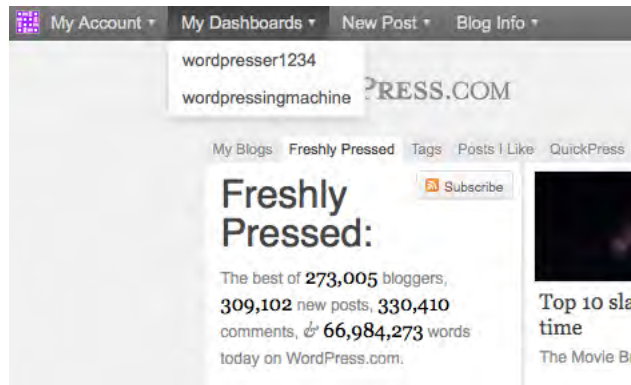 My Account ▾ My Dashboards ▾ New Post ▾ Blog Info ▾
wordpresser1234
wordpressingmachine
PRESS.COM
My Blogs Freshly Pressed Tags Posts I Like QuickPress
Freshly
Pressed:
Subscribe
The best of 273,005 bloggers,
309,102 new posts, 330,410
comments, & 66,984,273 words
today on WordPress.com.
Top 10
time
The Movie